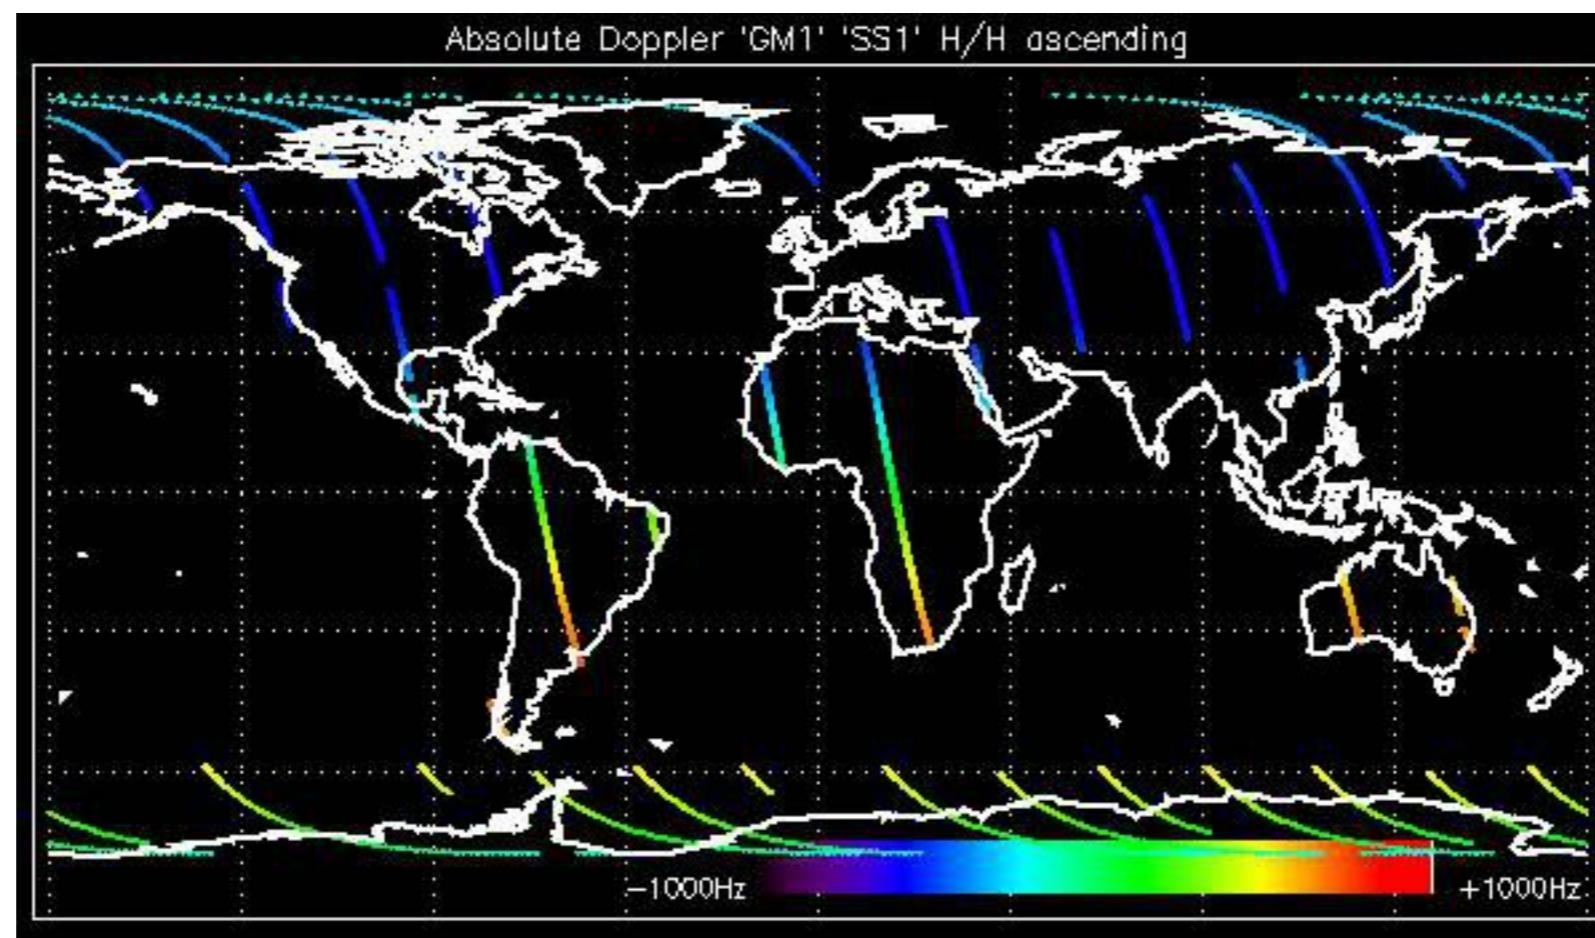 Absolute Doppler 'GM1' 'SS1' H/H ascending
−1000Hz
+1000Hz